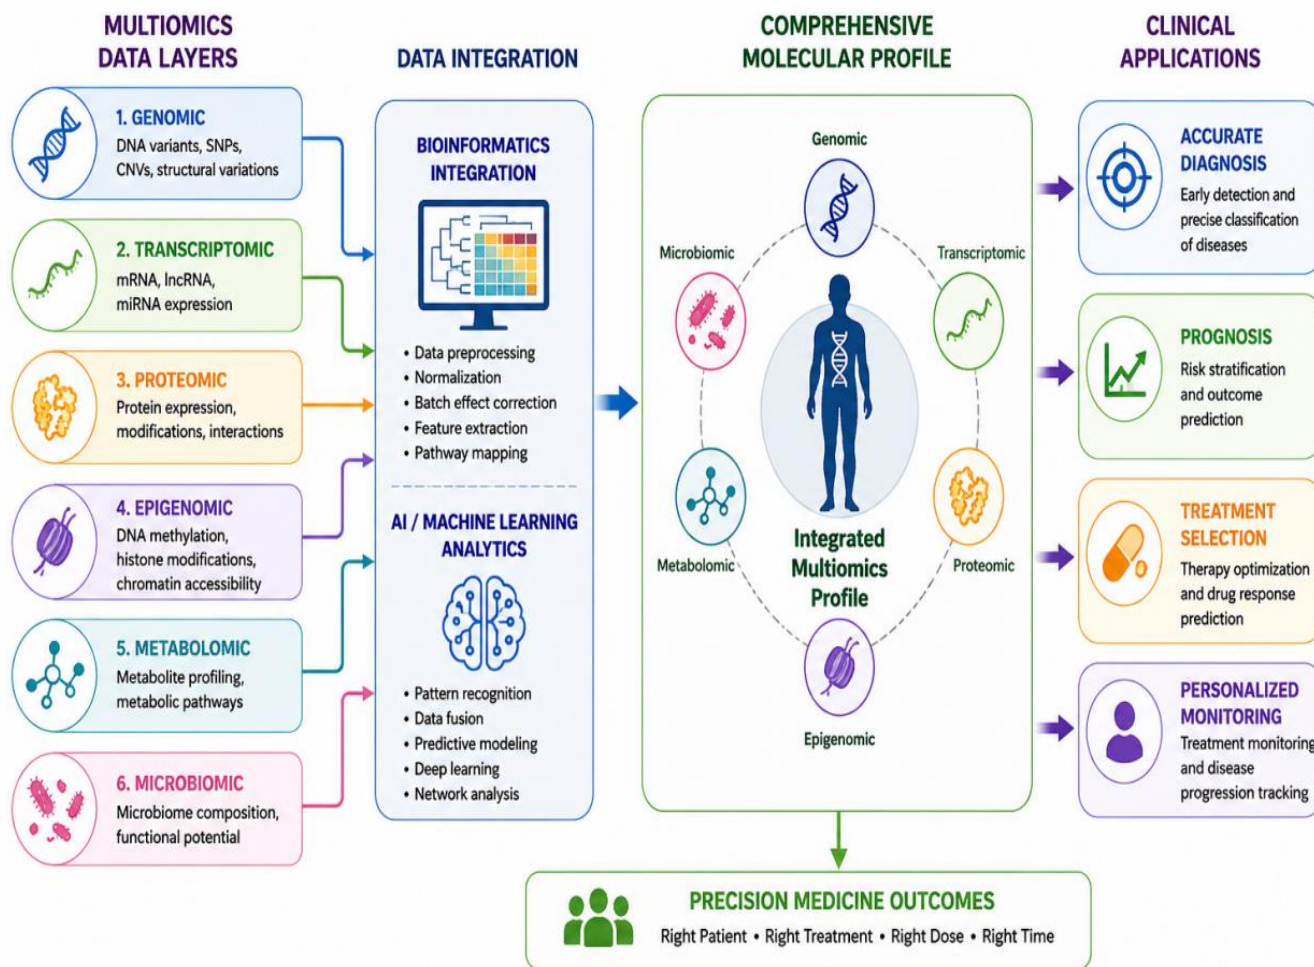 MULTIOMICS
DATA LAYERS
1. GENOMIC
DNA variants, SNPs,
CNVs, structural variations
2. TRANSCRIPTOMIC
mRNA, lncRNA,
miRNA expression
3. PROTEOMIC
Protein expression,
modifications, interactions
4. EPIGENOMIC
DNA methylation,
histone modifications,
chromatin accessibility
5. METABOLOMIC
Metabolite profiling,
metabolic pathways
6. MICROBIOMIC
Microbiome composition,
functional potential
DATA INTEGRATION
BIOINFORMATICS
INTEGRATION
• Data preprocessing
• Normalization
• Batch effect correction
• Feature extraction
• Pathway mapping
AI / MACHINE LEARNING
ANALYTICS
• Pattern recognition
• Data fusion
• Predictive modeling
• Deep learning
• Network analysis
COMPREHENSIVE
MOLECULAR PROFILE
Genomic
Microbiomic
Transcriptomic
Metabolomic
Proteomic
Integrated
Multiomics
Profile
Epigenomic
CLINICAL
APPLICATIONS
ACCURATE
DIAGNOSIS
Early detection and
precise classification
of diseases
PROGNOSIS
Risk stratification
and outcome
prediction
TREATMENT
SELECTION
Therapy optimization
and drug response
prediction
PERSONALIZED
MONITORING
Treatment monitoring
and disease
progression tracking
PRECISION MEDICINE OUTCOMES
Right Patient • Right Treatment • Right Dose • Right Time